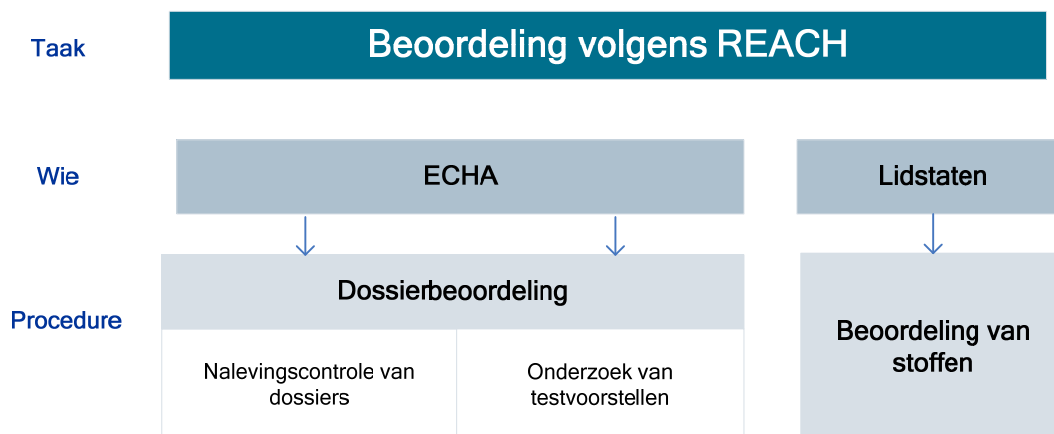 Taak
Beoordeling volgens REACH
Wie
ECHA
Lidstaten
Procedure
Dossierbeoordeling
Nalevingscontrole van
dossiers
Onderzoek van
testvoorstellen
Beoordeling van
stoffen